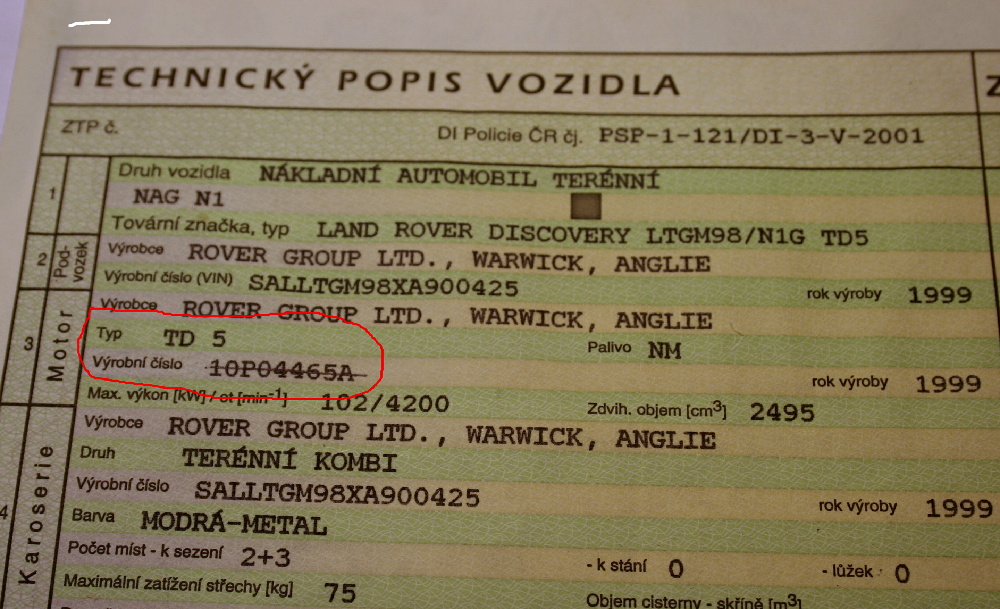 TECHNICKÝ POPIS VOZIDLA Z
ZTP č. DI Policie ČR čj. PSP-1-121/DI-3-V-2001
1 Druh vozidla NÁKLADNÍ AUTOMOBIL TERÉNNÍ
NAG N1
Tovární značka, typ LAND ROVER DISCOVERY LTGM98/N1G TD5
2 Pod-vozek Výrobce ROVER GROUP LTD., WARWICK, ANGLIE
Výrobní číslo (VIN) SALLTGM98XA900425 rok výroby 1999
3 Motor Výrobce ROVER GROUP LTD., WARWICK, ANGLIE
Typ TD 5 Palivo NM
Výrobní číslo 10P04465A rok výroby 1999
Max. výkon [kW] / ot [min⁻¹] 102/4200 Zdvih. objem [cm³] 2495
4 Karoserie Výrobce ROVER GROUP LTD., WARWICK, ANGLIE
Druh TERÉNNÍ KOMBI
Výrobní číslo SALLTGM98XA900425 rok výroby 1999
Barva MODRÁ-METAL
Počet míst - k sezení 2+3 - k stání 0 - lůžek 0
Maximální zatížení střechy [kg] 75
Objem cisterny - skříně [m³]